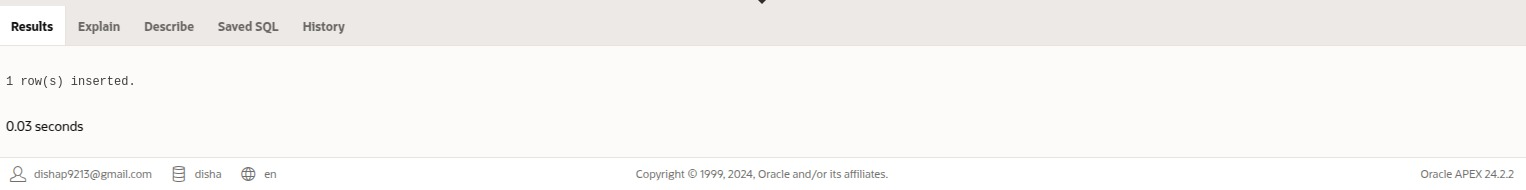 Results Explain Describe Saved SQL History
1 row(s) inserted.
0.03 seconds
dishap9213@gmail.com disha en Copyright © 1999, 2024, Oracle and/or its affiliates. Oracle APEX 24.2.2